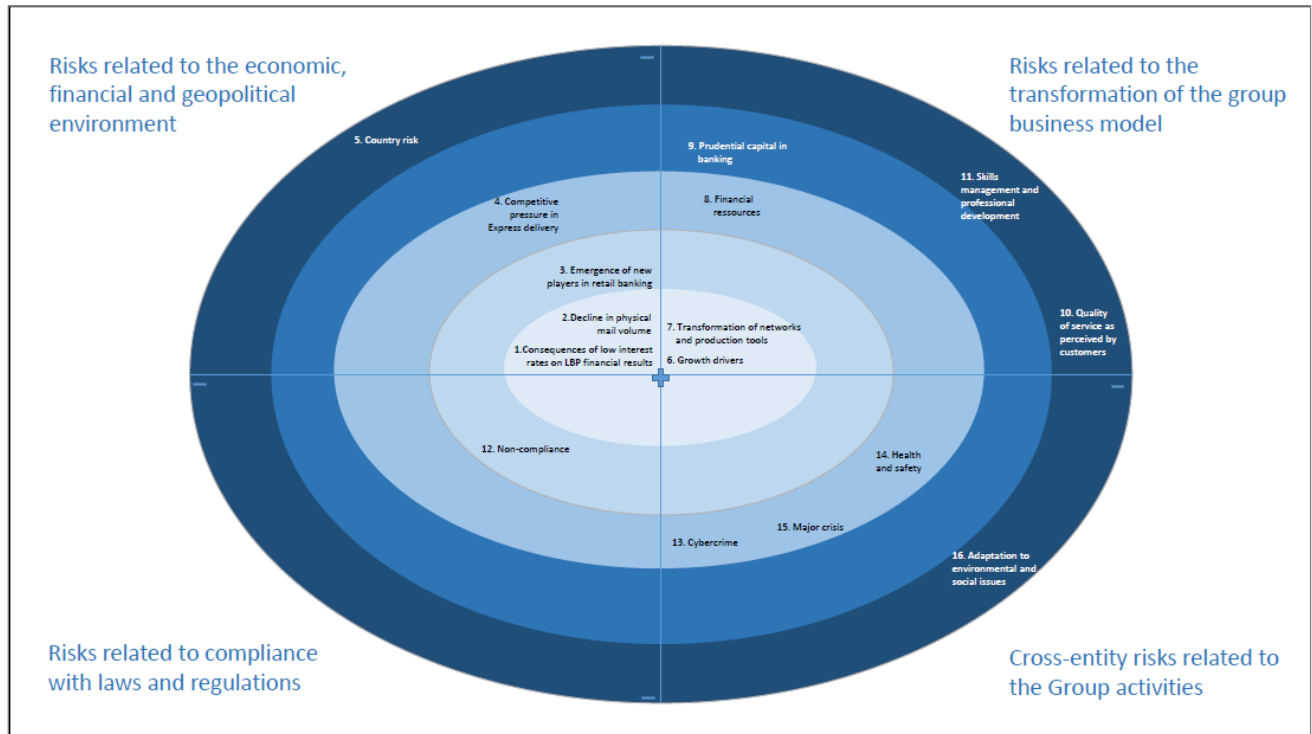 Risks related to the economic,
financial and geopolitical
environment
Risks related to the
transformation of the group
business model
5. Country risk
9. Prudential capital in
banking
11. Skills
management and
professional
development
4. Competitive
pressure in
Express delivery
8. Financial
ressources
3. Emergence of new
players in retail banking
10. Quality
of service as
perceived by
customers
2.Decline in physical
mail volume
7. Transformation of networks
and production tools
1.Consequences of low interest
rates on LBP financial results
6. Growth drivers
12. Non-compliance
14. Health
and safety
15. Major crisis
13. Cybercrime
16. Adaptation to
environmental and
social issues
Risks related to compliance
with laws and regulations
Cross-entity risks related to
the Group activities